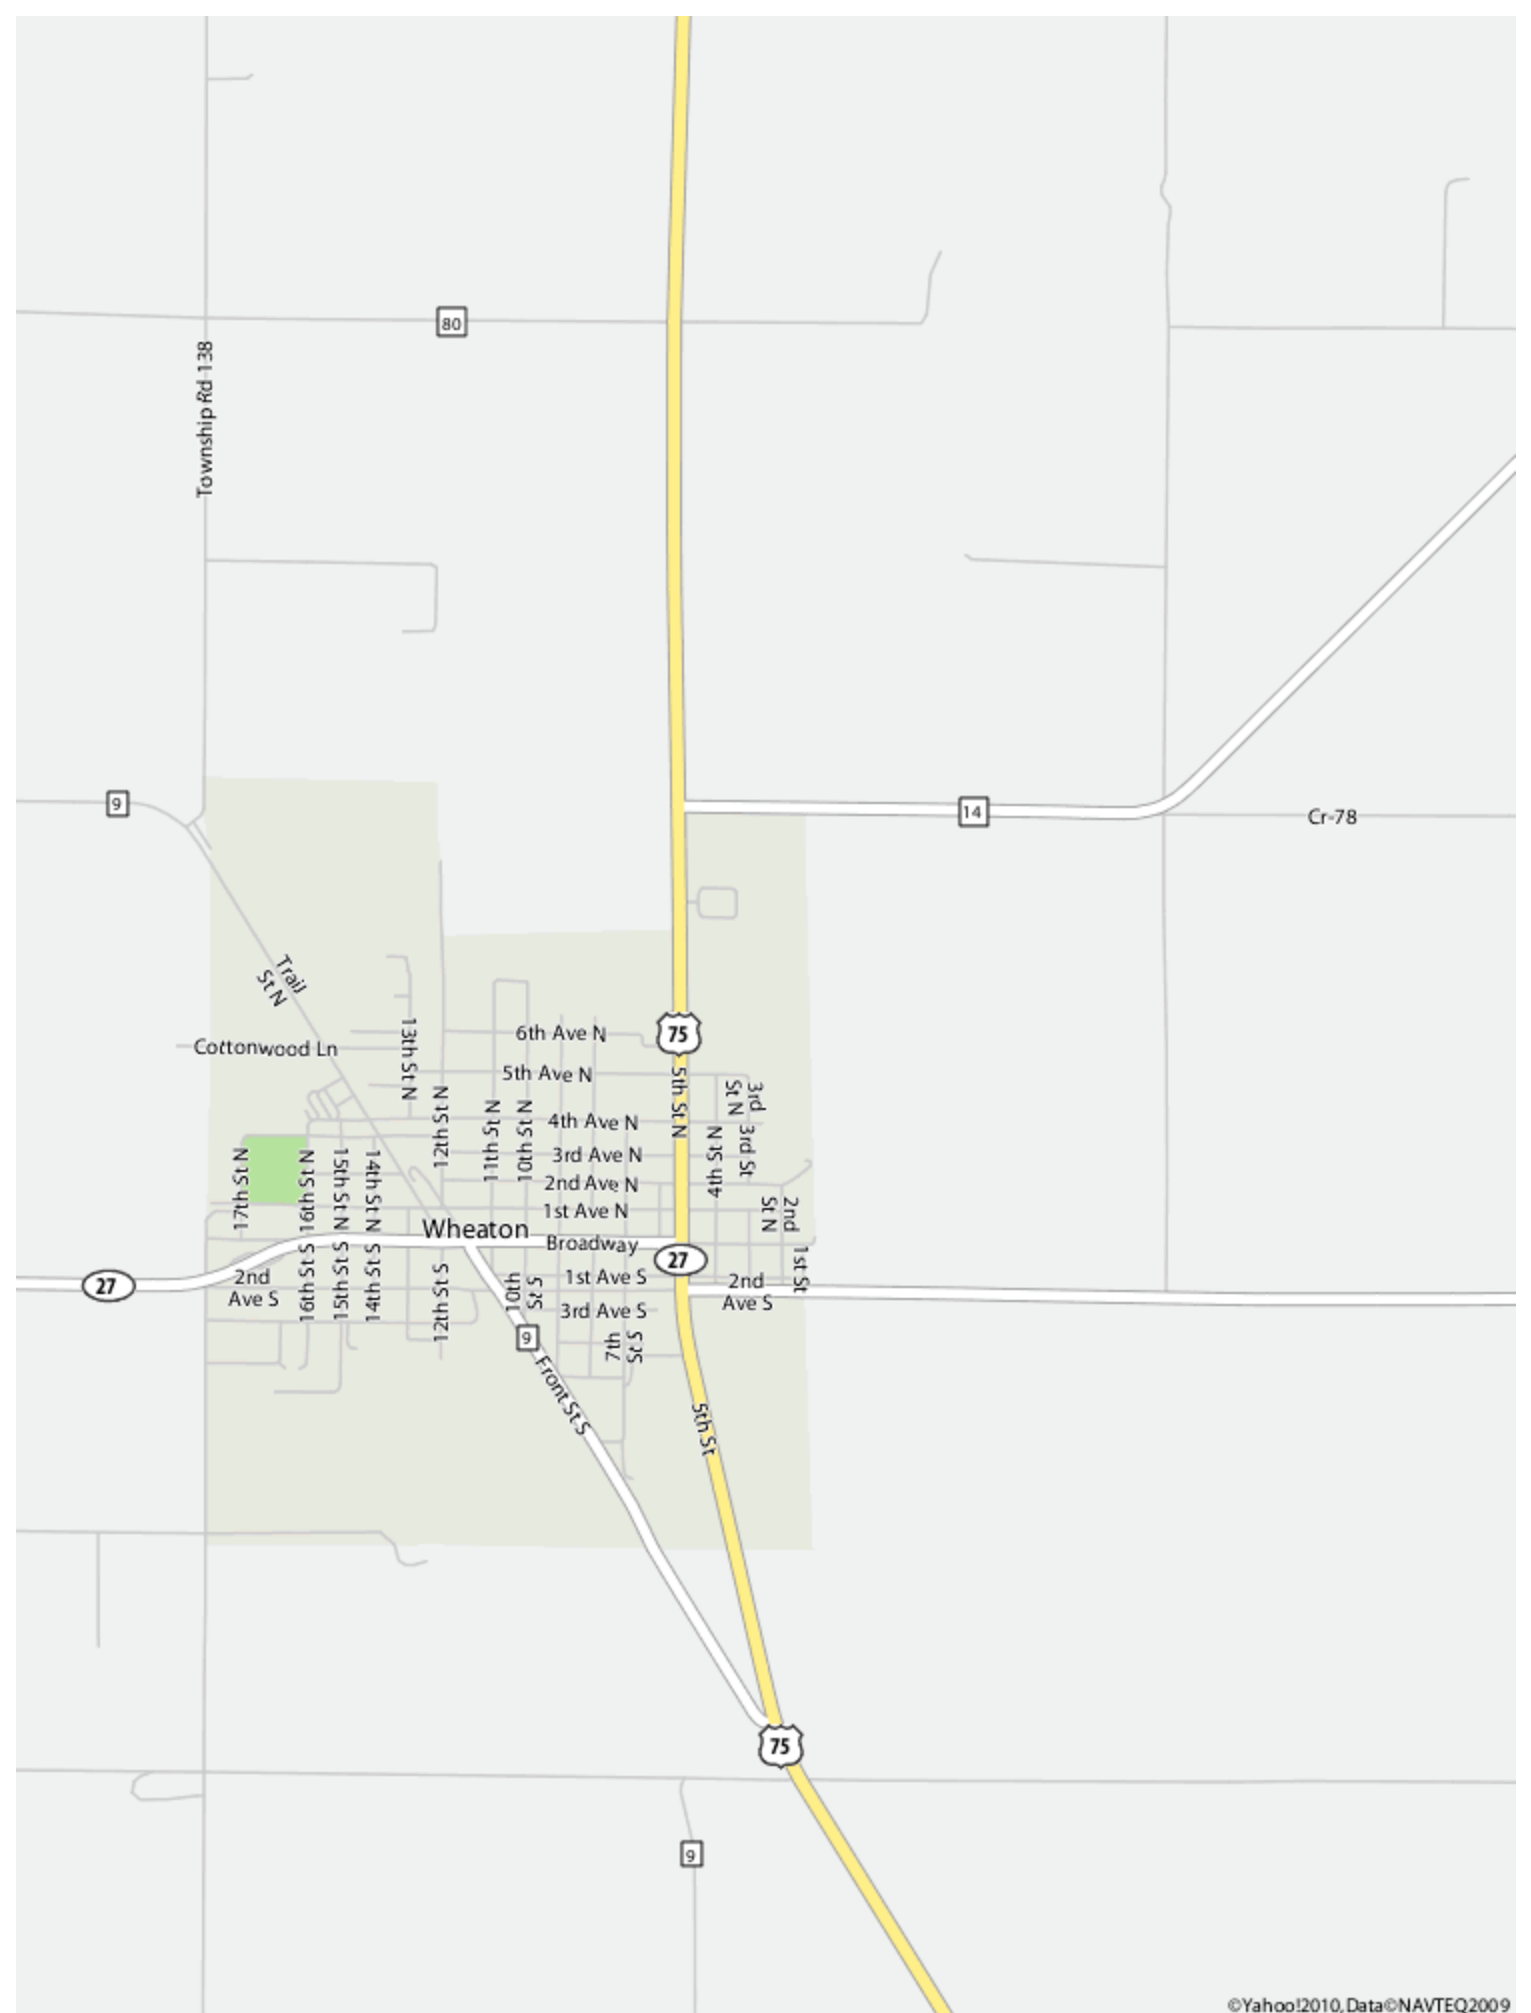 80
Township Rd 138
9
14
Cr-78
Trail
St N
75
6th Ave N
Cottonwood Ln
13th St N
5th Ave N
5th St N
3rd
St N
12th St N
11th St N
10th St N
4th Ave N
4th St N
3rd St
17th St N
16th St N
15th St N
14th St N
3rd Ave N
2nd Ave N
1st Ave N
2nd
St N
Wheaton
Broadway
27
1st St
27
2nd
Ave S
16th St S
15th St S
14th St S
12th St S
10th
St S
1st Ave S
2nd
Ave S
3rd Ave S
9
7th
St S
Front St S
5th St
75
9
©Yahoo!2010, Data©NAVTEQ2009